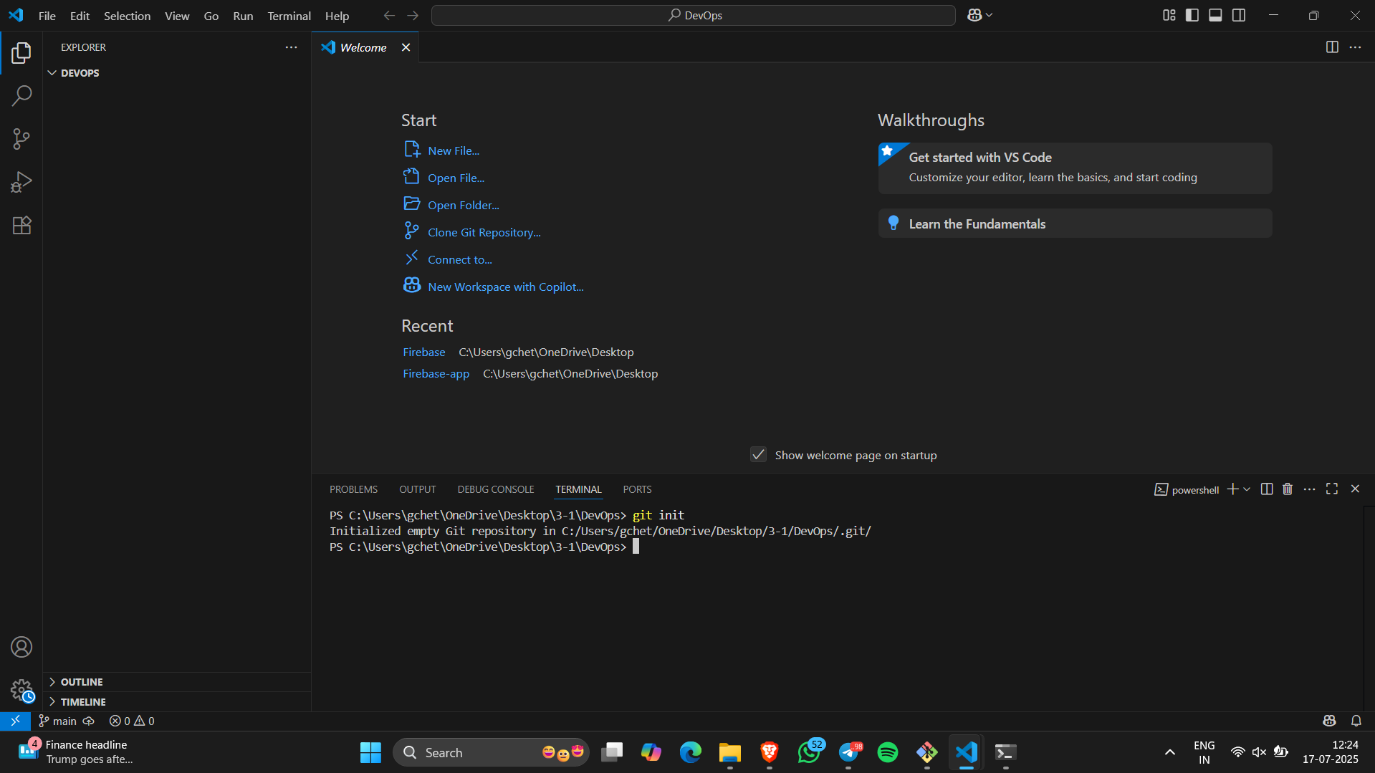 File Edit Selection View Go Run Terminal Help
DevOps
EXPLORER
DEVOPS
Welcome
Start
New File...
Open File...
Open Folder...
Clone Git Repository...
Connect to...
New Workspace with Copilot...
Recent
Firebase C:\Users\gchet\OneDrive\Desktop
Firebase-app C:\Users\gchet\OneDrive\Desktop
Walkthroughs
Get started with VS Code
Customize your editor, learn the basics, and start coding
Learn the Fundamentals
Show welcome page on startup
PROBLEMS OUTPUT DEBUG CONSOLE TERMINAL PORTS
powershell
PS C:\Users\gchet\OneDrive\Desktop\3-1\DevOps> git init
Initialized empty Git repository in C:/Users/gchet/OneDrive/Desktop/3-1/DevOps/.git/
PS C:\Users\gchet\OneDrive\Desktop\3-1\DevOps>
OUTLINE
TIMELINE
main 0 0
4
Finance headline
Trump goes afte...
Search
52
98
ENG
IN
12:24
17-07-2025